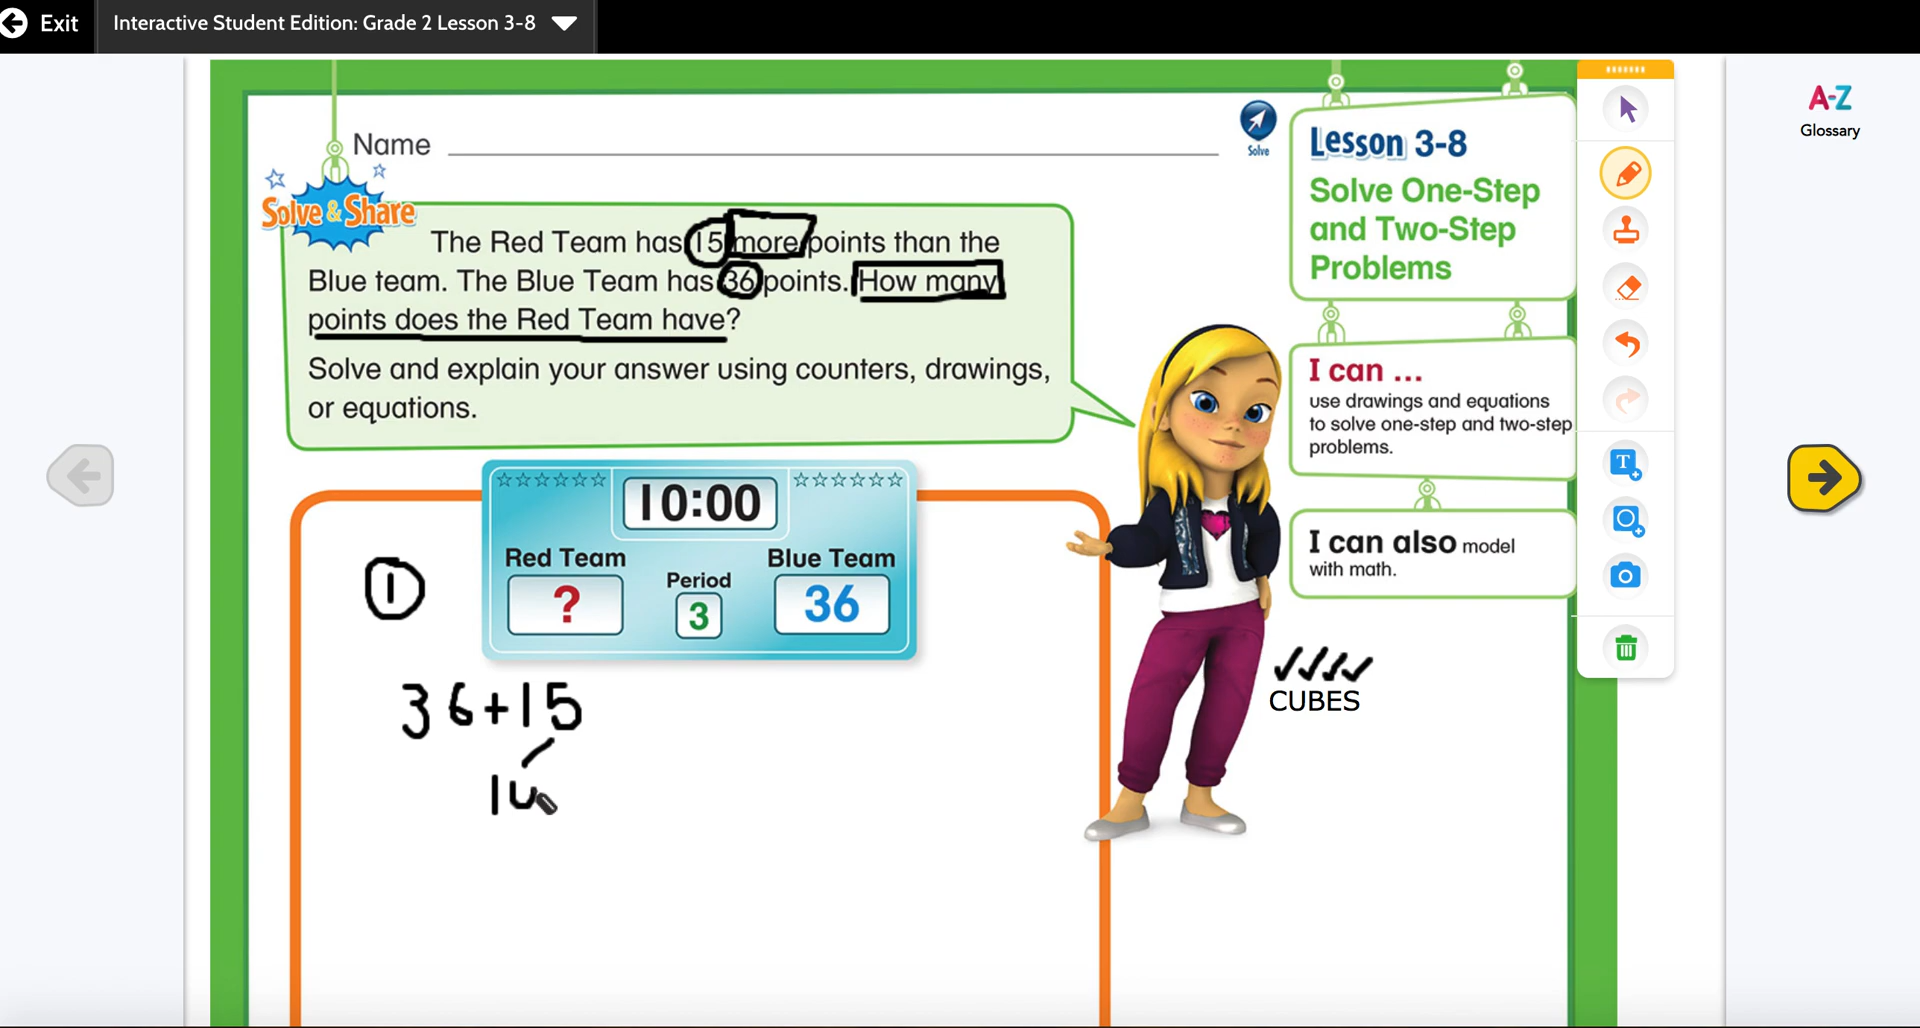 Exit
Interactive Student Edition: Grade 2 Lesson 3-8
A-Z
Glossary
Name
Solve
Solve & Share
The Red Team has 15 more points than the
Blue team. The Blue Team has 36 points. How many
points does the Red Team have?
Solve and explain your answer using counters, drawings,
or equations.
Lesson 3-8
Solve One-Step
and Two-Step
Problems
I can ...
use drawings and equations
to solve one-step and two-step
problems.
I can also model
with math.
10:00
Red Team
Period
Blue Team
?
3
36
1
36+15
14
CUBES
T